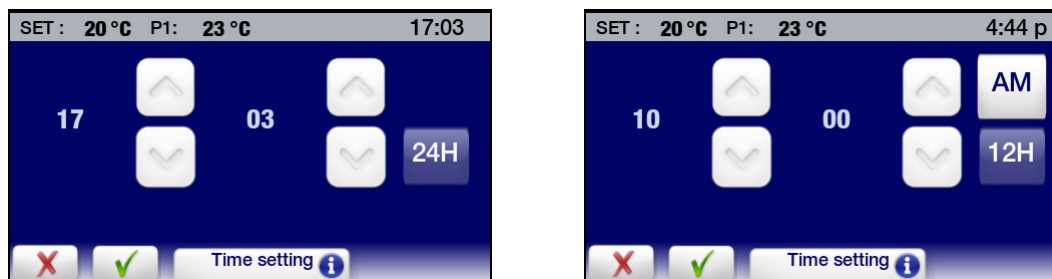 SET : 20 °C P1: 23 °C 17:03
17 03
24H
Time setting i
SET : 20 °C P1: 23 °C 4:44 p
AM
10 00
12H
Time setting i